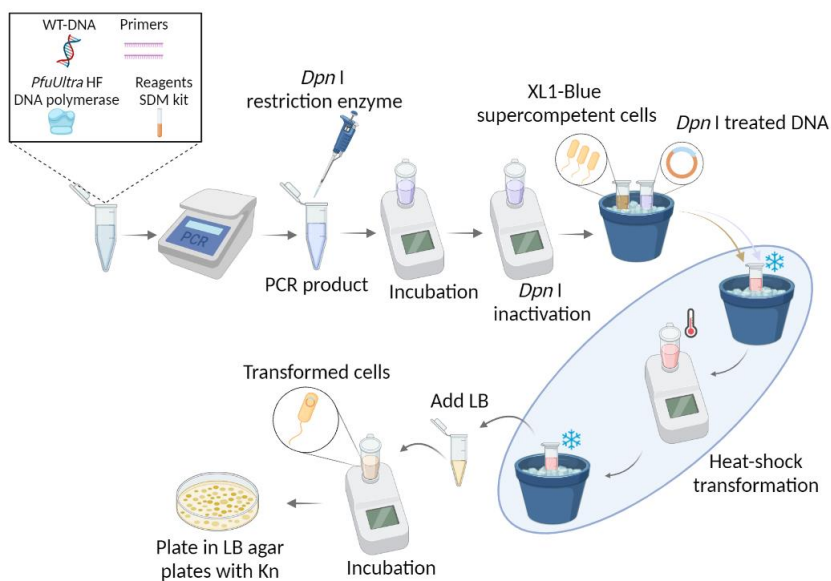 WT-DNA
Primers
PfuUltra HF
DNA polymerase
Reagents
SDM kit
Dpn I
restriction enzyme
XL1-Blue
supercompetent cells
Dpn I treated DNA
PCR
PCR product
Incubation
Dpn I
inactivation
Heat-shock
transformation
Add LB
Transformed cells
Incubation
Plate in LB agar
plates with Kn